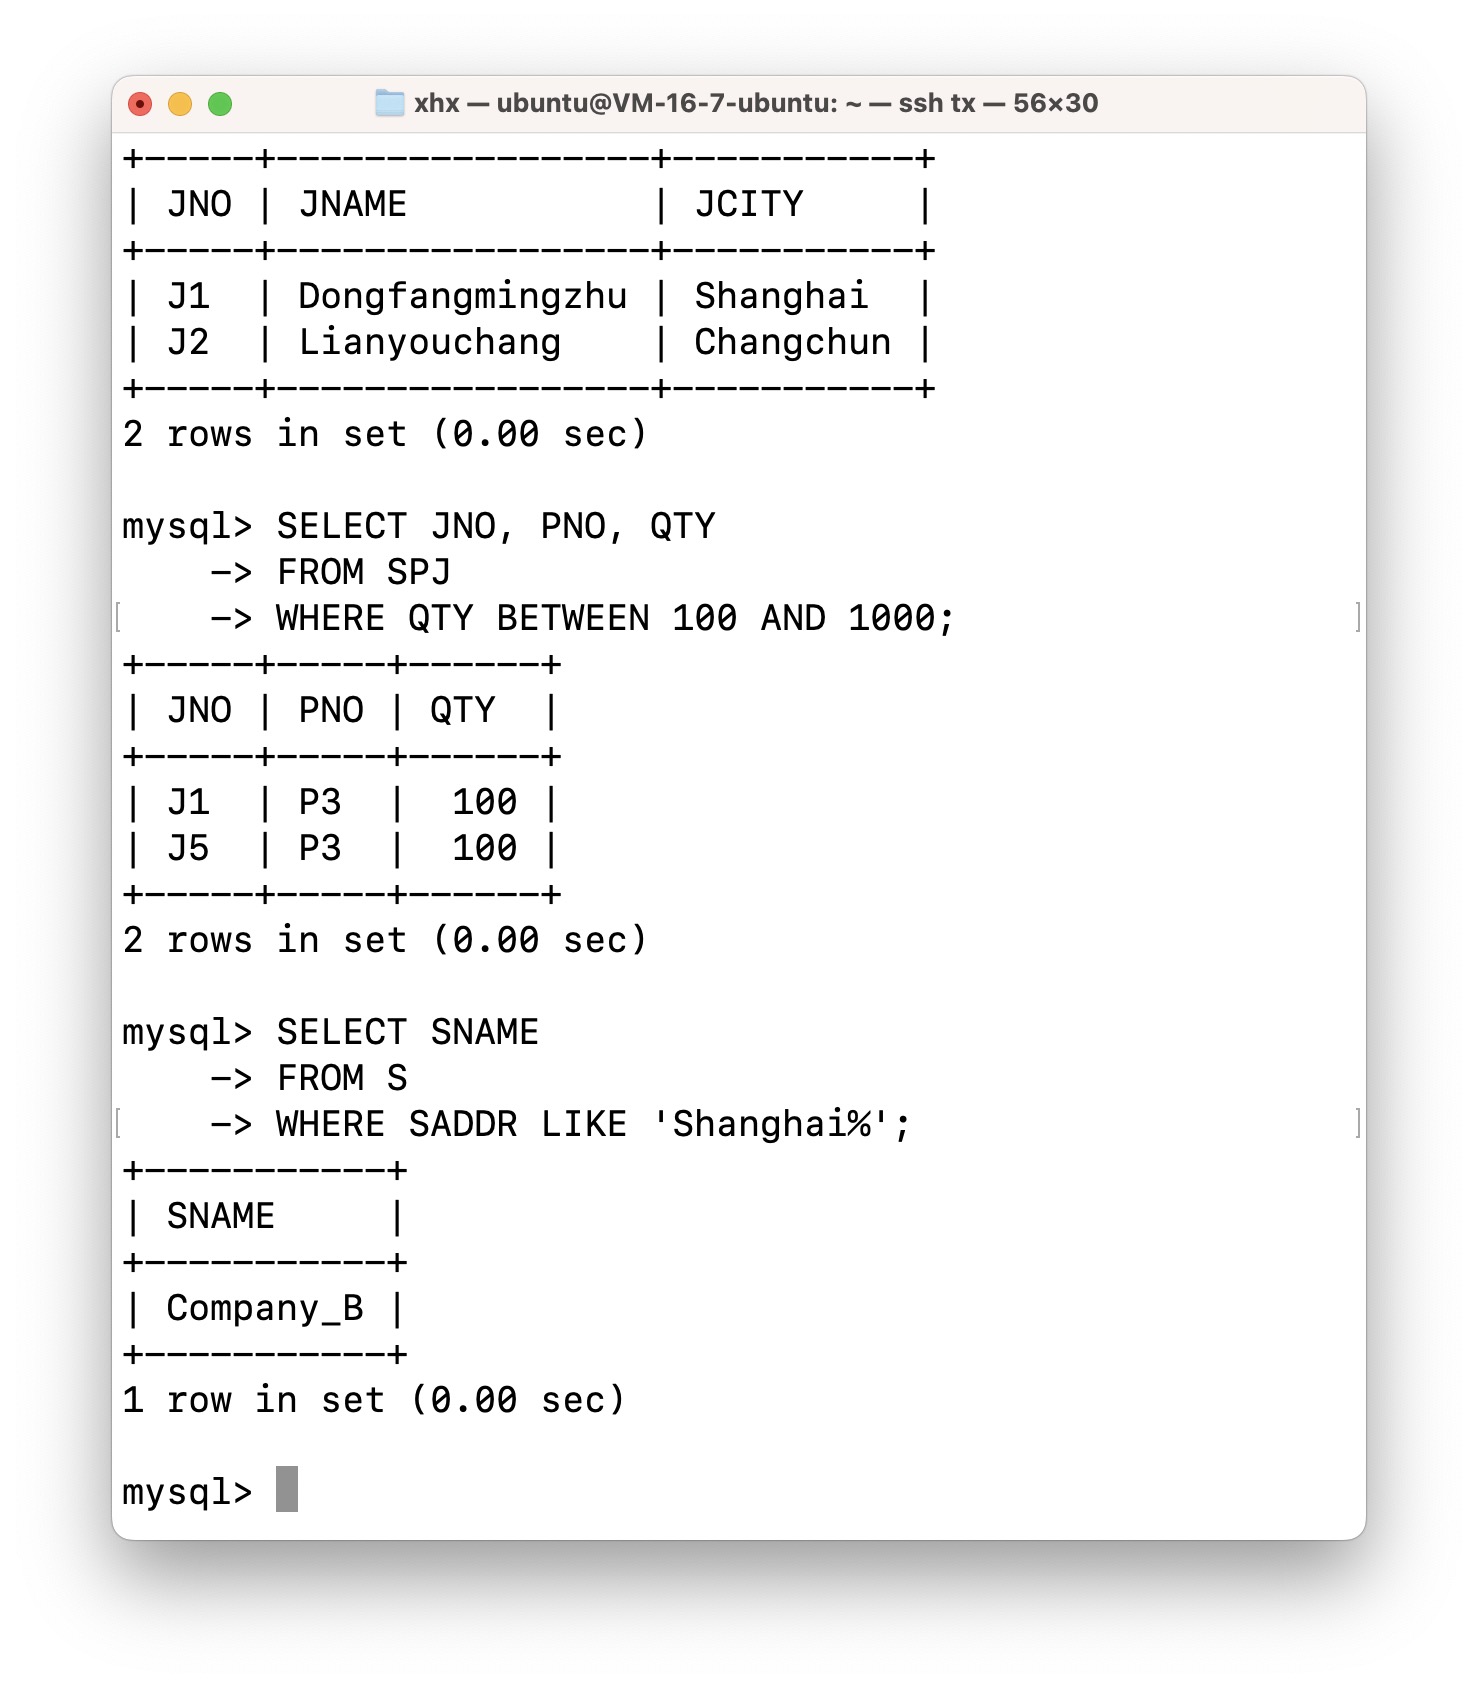 xhx — ubuntu@VM-16-7-ubuntu: ~ — ssh tx — 56×30
+-----+-----------------+-----------+
| JNO | JNAME           | JCITY     |
+-----+-----------------+-----------+
| J1  | Dongfangmingzhu | Shanghai  |
| J2  | Lianyouchang    | Changchun |
+-----+-----------------+-----------+
2 rows in set (0.00 sec)
mysql> SELECT JNO, PNO, QTY
    -> FROM SPJ
    -> WHERE QTY BETWEEN 100 AND 1000;
+-----+-----+------+
| JNO | PNO | QTY  |
+-----+-----+------+
| J1  | P3  |  100 |
| J5  | P3  |  100 |
+-----+-----+------+
2 rows in set (0.00 sec)
mysql> SELECT SNAME
    -> FROM S
    -> WHERE SADDR LIKE 'Shanghai%';
+-----------+
| SNAME     |
+-----------+
| Company_B |
+-----------+
1 row in set (0.00 sec)
mysql>